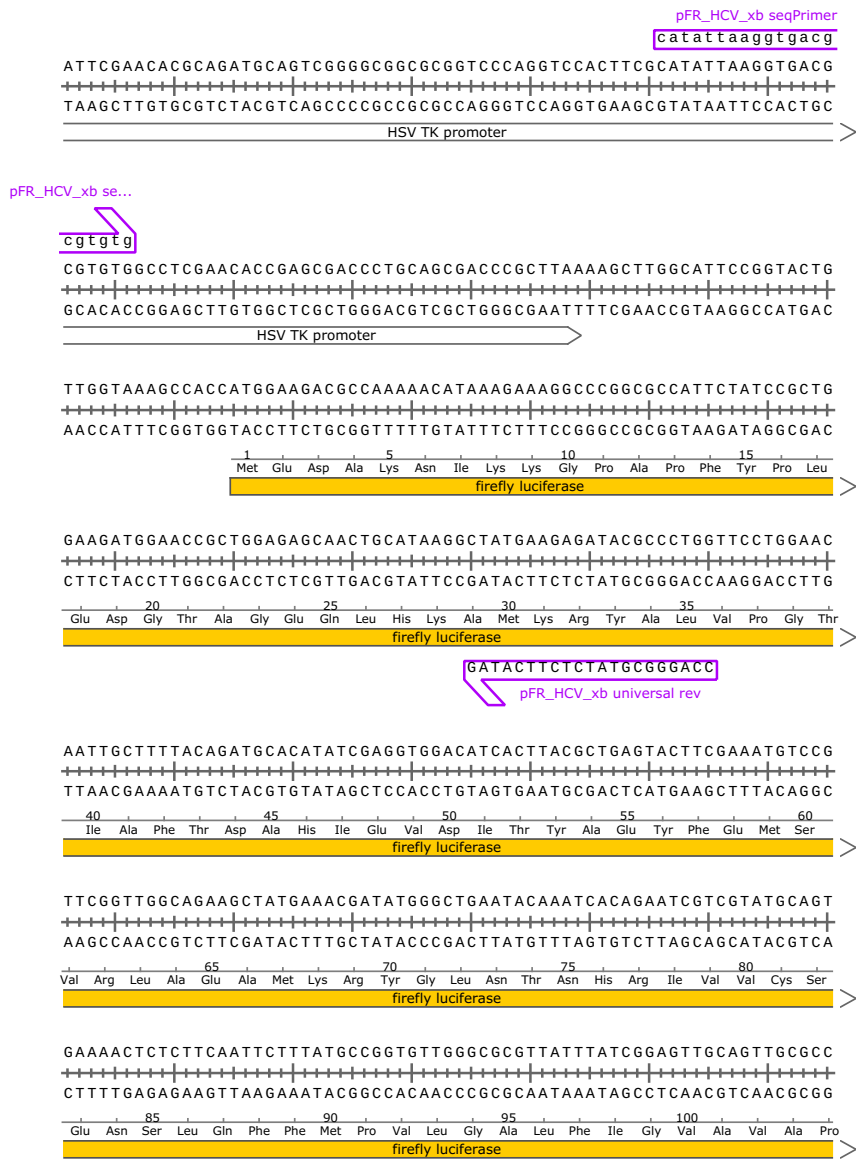 pFR_HCV_xb seqPrimer
catattaaggtgacg
ATTCGAACACGCAGATGCAGTCGGGGCGGCGCGGTCCCAGGTCCACTTCGCATATTAAGGTGACG
TAAGCTTGTGCGTCTACGTCAGCCCCGCCGCGCCAGGGTCCAGGTGAAGCGTATAATTCCACTGC
HSV TK promoter
pFR_HCV_xb se...
cgtgtg
CGTGTGGCCTCGAACACCGAGCGACCCTGCAGCGACCCGCTTAAAAGCTTGGCATTCCGGTACTG
GCACACCGGAGCTTGTGGCTCGCTGGGACGTCGCTGGGCGAATTTTCGAACCGTAAGGCCATGAC
HSV TK promoter
TTGGTAAAGCCACCATGGAAGACGCCAAAAACATAAAGAAAGGCCCGGCGCCATTCTATCCGCTG
AACCATTTCGGTGGTACCTTCTGCGGTTTTTGTATTTCTTTCCGGGCCGCGGTAAGATAGGCGAC
1 5 10 15
Met Glu Asp Ala Lys Asn Ile Lys Lys Gly Pro Ala Pro Phe Tyr Pro Leu
firefly luciferase
GAAGATGGAACCGCTGGAGAGCAACTGCATAAGGCTATGAAGAGATACGCCCTGGTTCCTGGAAC
CTTCTACCTTGGCGACCTCTCGTTGACGTATTCCGATACTTCTCTATGCGGGACCAAGGACCTTG
20 25 30 35
Glu Asp Gly Thr Ala Gly Glu Gln Leu His Lys Ala Met Lys Arg Tyr Ala Leu Val Pro Gly Thr
firefly luciferase
GATACTTCTCTATGCGGGACC
pFR_HCV_xb universal rev
AATTGCTTTTACAGATGCACATATCGAGGTGGACATCACTTACGCTGAGTACTTCGAAATGTCCG
TTAACGAAAATGTCTACGTGTATAGCTCCACCTGTAGTGAATGCGACTCATGAAGCTTTACAGGC
40 45 50 55 60
Ile Ala Phe Thr Asp Ala His Ile Glu Val Asp Ile Thr Tyr Ala Glu Tyr Phe Glu Met Ser
firefly luciferase
TTCGGTTGGCAGAAGCTATGAAACGATATGGGCTGAATACAAATCACAGAATCGTCGTATGCAGT
AAGCCAACCGTCTTCGATACTTTGCTATACCCGACTTATGTTTAGTGTCTTAGCAGCATACGTCA
65 70 75 80
Val Arg Leu Ala Glu Ala Met Lys Arg Tyr Gly Leu Asn Thr Asn His Arg Ile Val Val Cys Ser
firefly luciferase
GAAAACTCTCTTCAATTCTTTATGCCGGTGTTGGGCGCGTTATTTATCGGAGTTGCAGTTGCGCC
CTTTTGAGAGAAGTTAAGAAATACGGCCACAACCCGCGCAATAAATAGCCTCAACGTCAACGCGG
85 90 95 100
Glu Asn Ser Leu Gln Phe Phe Met Pro Val Leu Gly Ala Leu Phe Ile Gly Val Ala Val Ala Pro
firefly luciferase